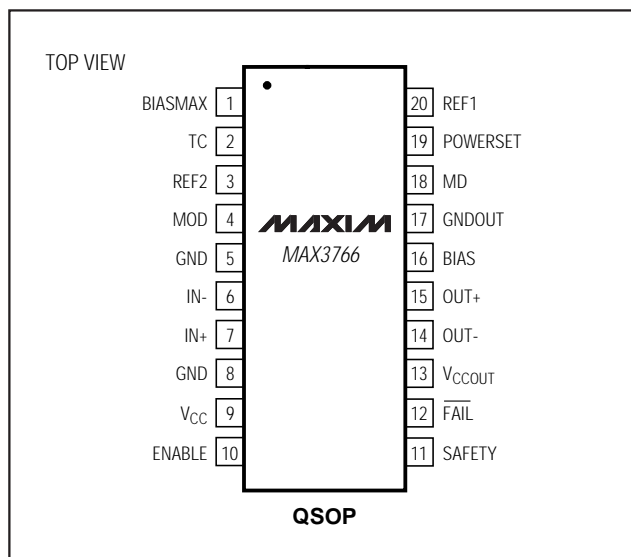 TOP VIEW
BIASMAX 1
TC 2
REF2 3
MOD 4
GND 5
IN- 6
IN+ 7
GND 8
VCC 9
ENABLE 10
MAXIM
MAX3766
20 REF1
19 POWERSET
18 MD
17 GNDOUT
16 BIAS
15 OUT+
14 OUT-
13 VCCOUT
12 FAIL
11 SAFETY
QSOP